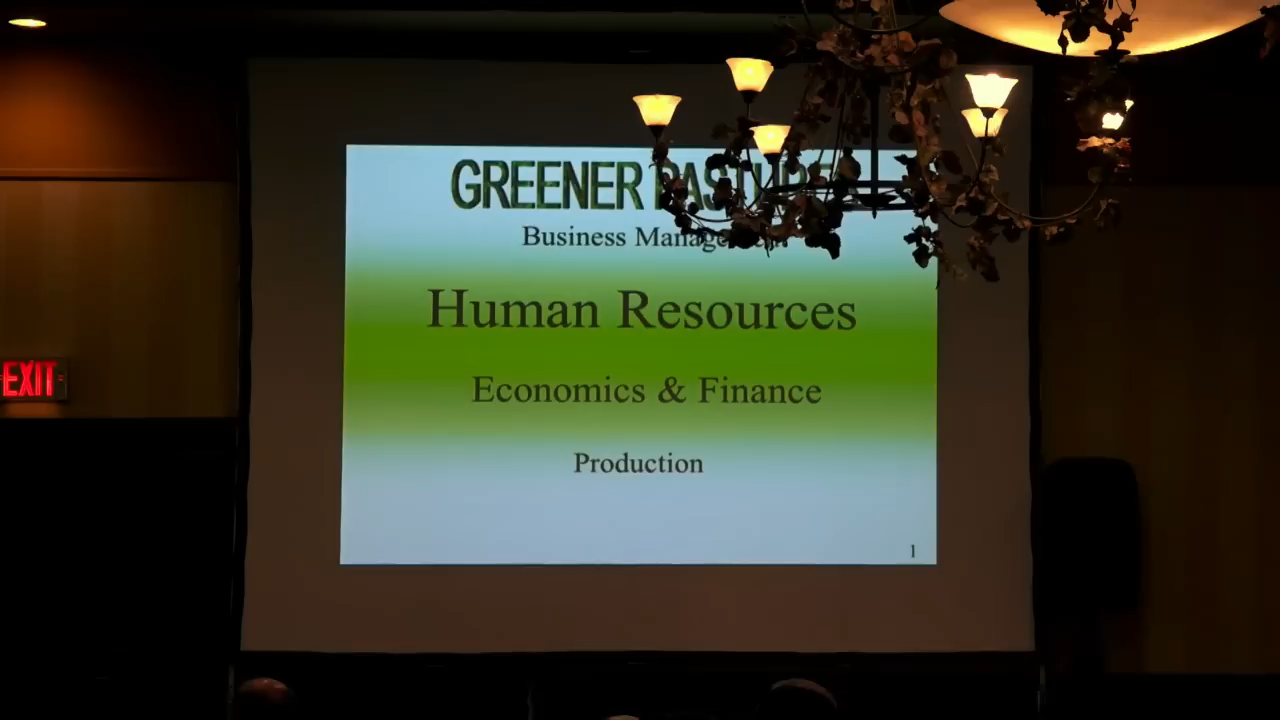 GREENER
Business
Human Resources
Economics & Finance
Production
1
EXIT